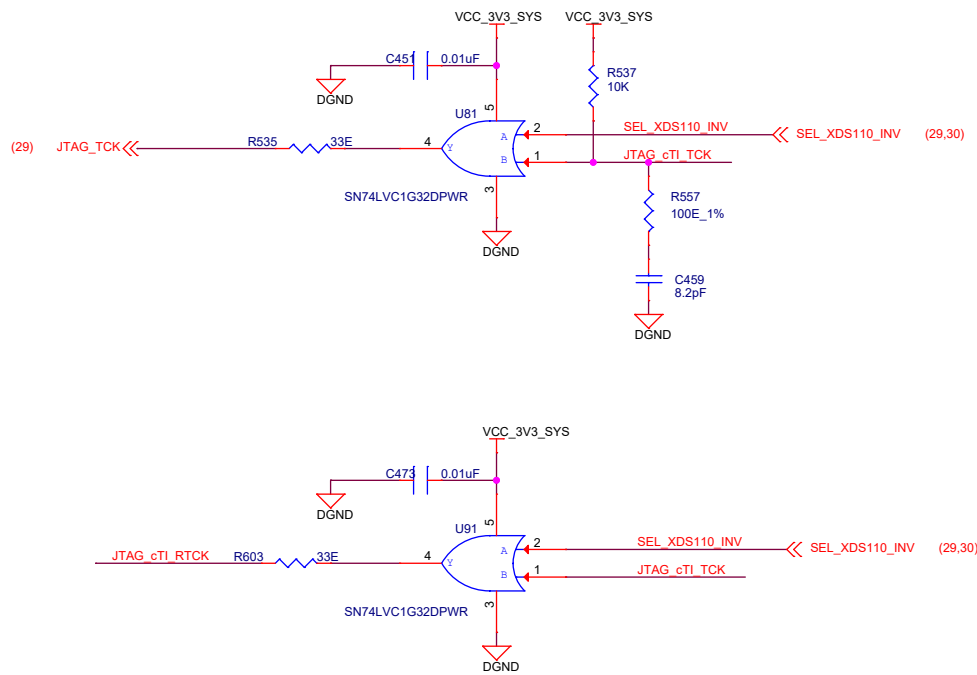 VCC_3V3_SYS
VCC_3V3_SYS
C451 0.01uF
R537
10K
DGND
5
U81
A 2 SEL_XDS110_INV SEL_XDS110_INV (29,30)
(29) JTAG_TCK R535 33E 4 Y
B 1 JTAG_cTI_TCK
3
SN74LVC1G32DPWR
R557
100E_1%
DGND
C459
8.2pF
DGND
VCC_3V3_SYS
C473 0.01uF
DGND
5
U91
A 2 SEL_XDS110_INV SEL_XDS110_INV (29,30)
JTAG_cTI_RTCK R603 33E 4 Y
B 1 JTAG_cTI_TCK
3
SN74LVC1G32DPWR
DGND